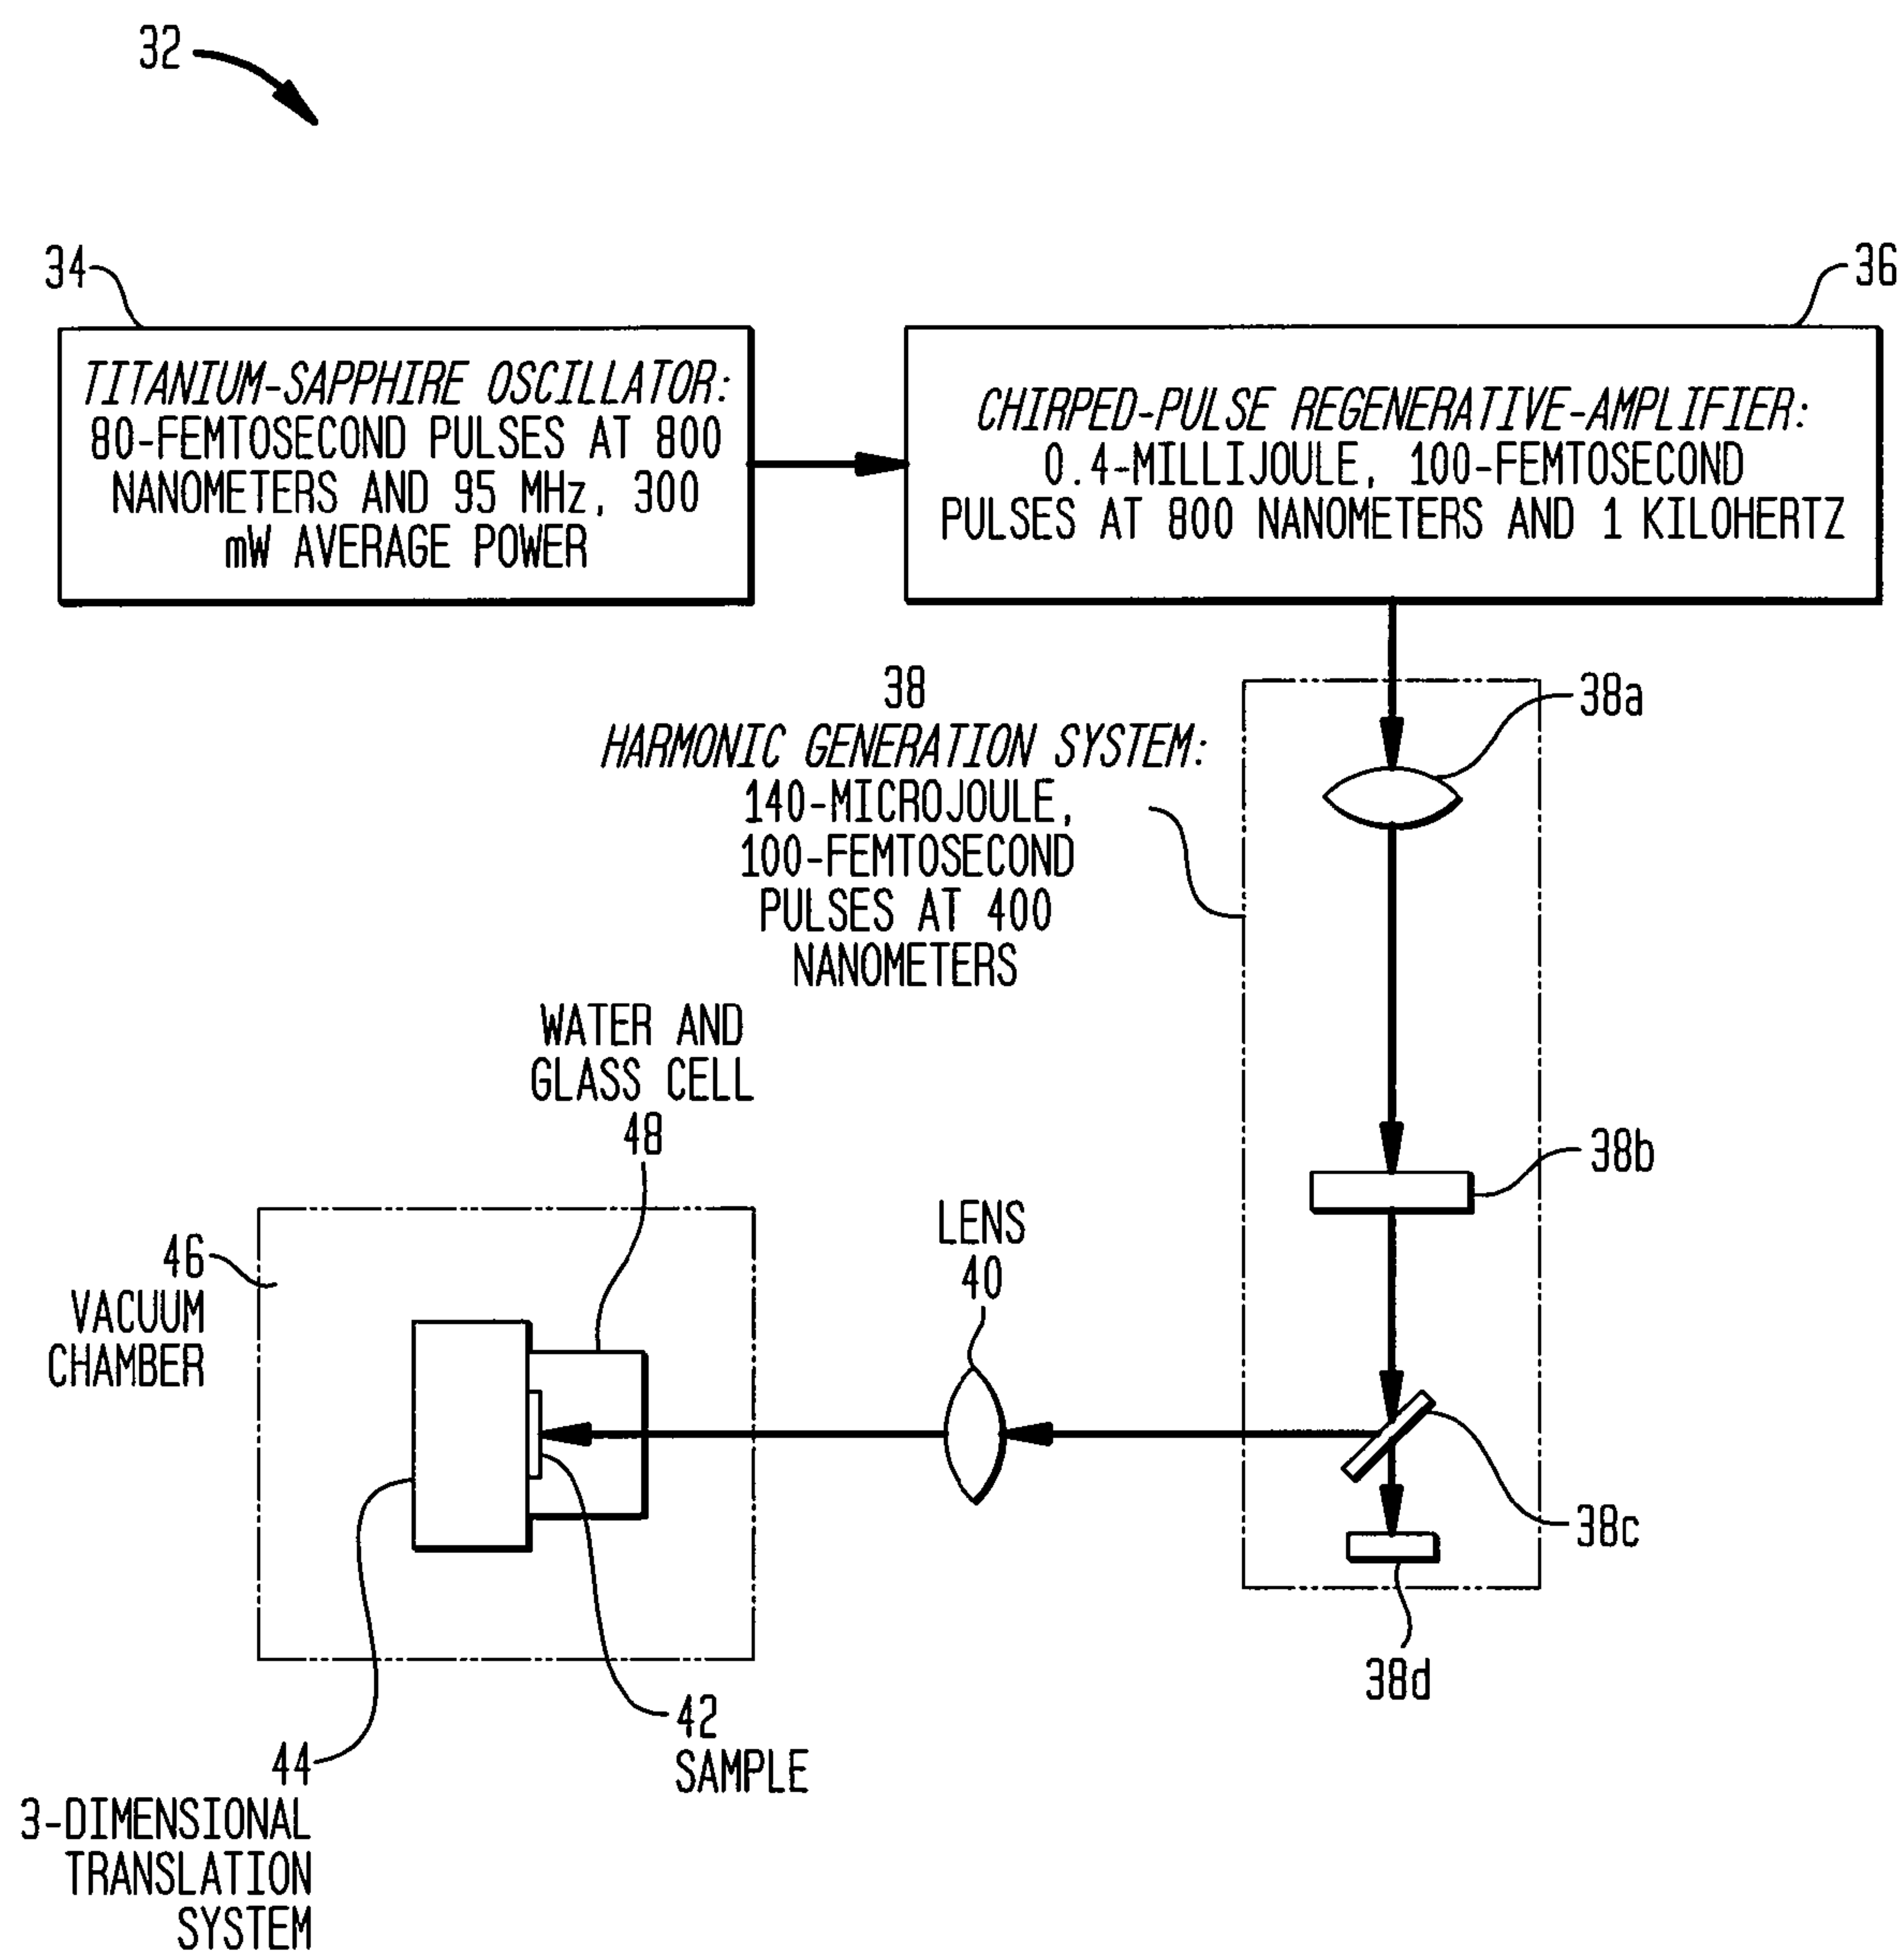 32
34
TITANIUM-SAPPHIRE OSCILLATOR:
80-FEMTOSECOND PULSES AT 800
NANOMETERS AND 95 MHz, 300
mW AVERAGE POWER
36
CHIRPED-PULSE REGENERATIVE-AMPLIFIER:
0.4-MILLIJOULE, 100-FEMTOSECOND
PULSES AT 800 NANOMETERS AND 1 KILOHERTZ
38
HARMONIC GENERATION SYSTEM:
140-MICROJOULE,
100-FEMTOSECOND
PULSES AT 400
NANOMETERS
38a
38b
38c
38d
WATER AND
GLASS CELL
48
LENS
40
46
VACUUM
CHAMBER
42
SAMPLE
44
3-DIMENSIONAL
TRANSLATION
SYSTEM